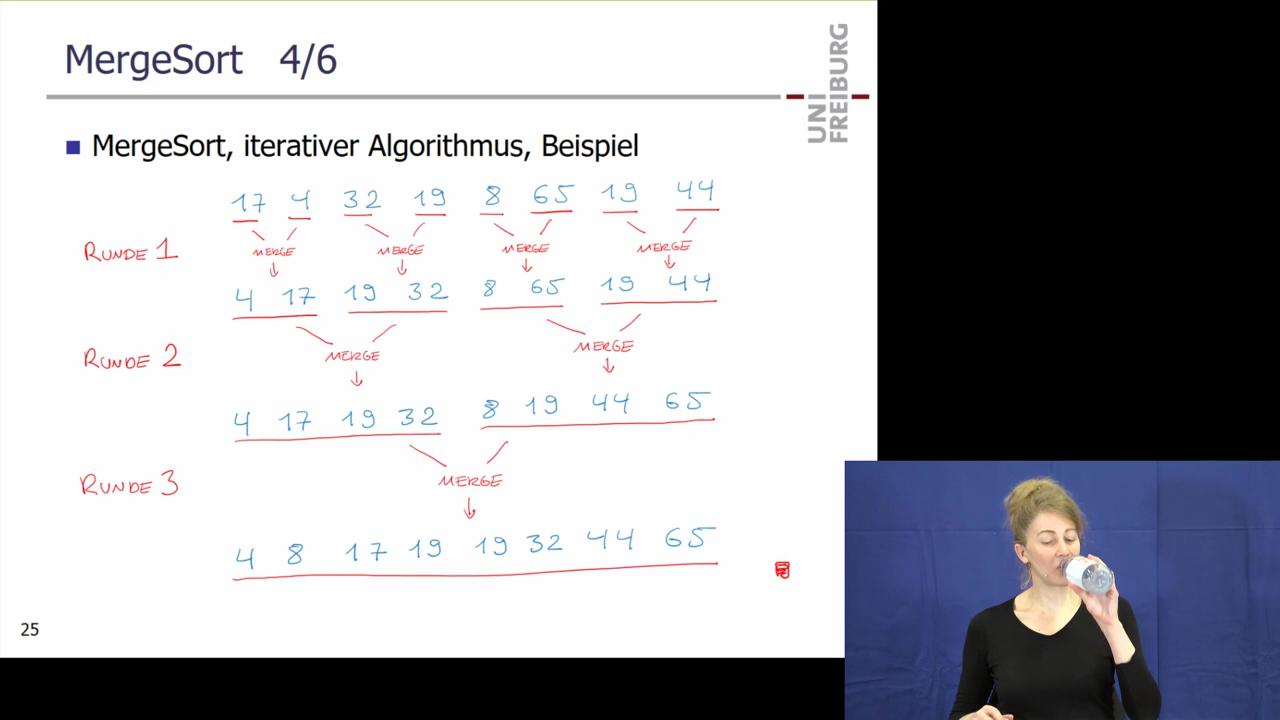 MergeSort 4/6
UNI
FREIBURG
MergeSort, iterativer Algorithmus, Beispiel
17 4 32 19 8 65 19 44
RUNDE 1 MERGE MERGE MERGE MERGE
4 17 19 32 8 65 19 44
RUNDE 2 MERGE MERGE
4 17 19 32 8 19 44 65
RUNDE 3 MERGE
4 8 17 19 19 32 44 65
25